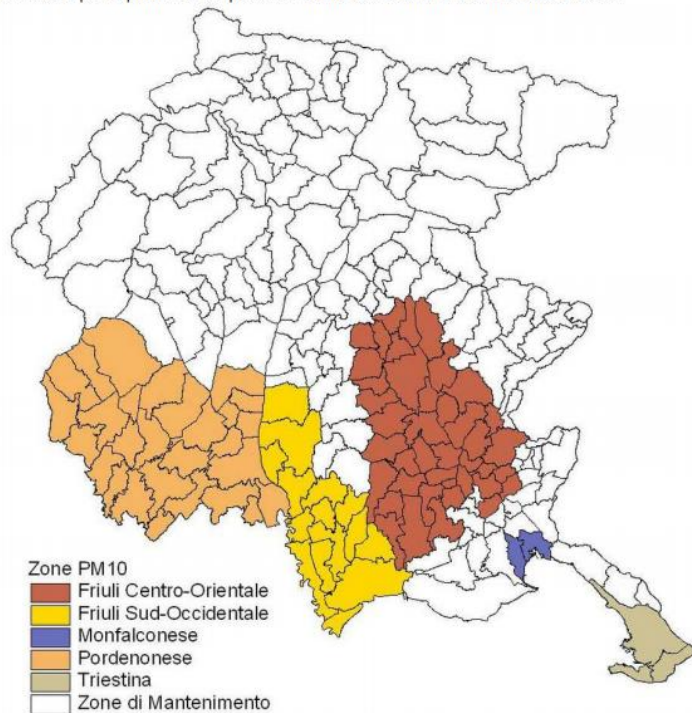 Zone PM10
Friuli Centro-Orientale
Friuli Sud-Occidentale
Monfalconese
Pordenonese
Triestina
Zone di Mantenimento